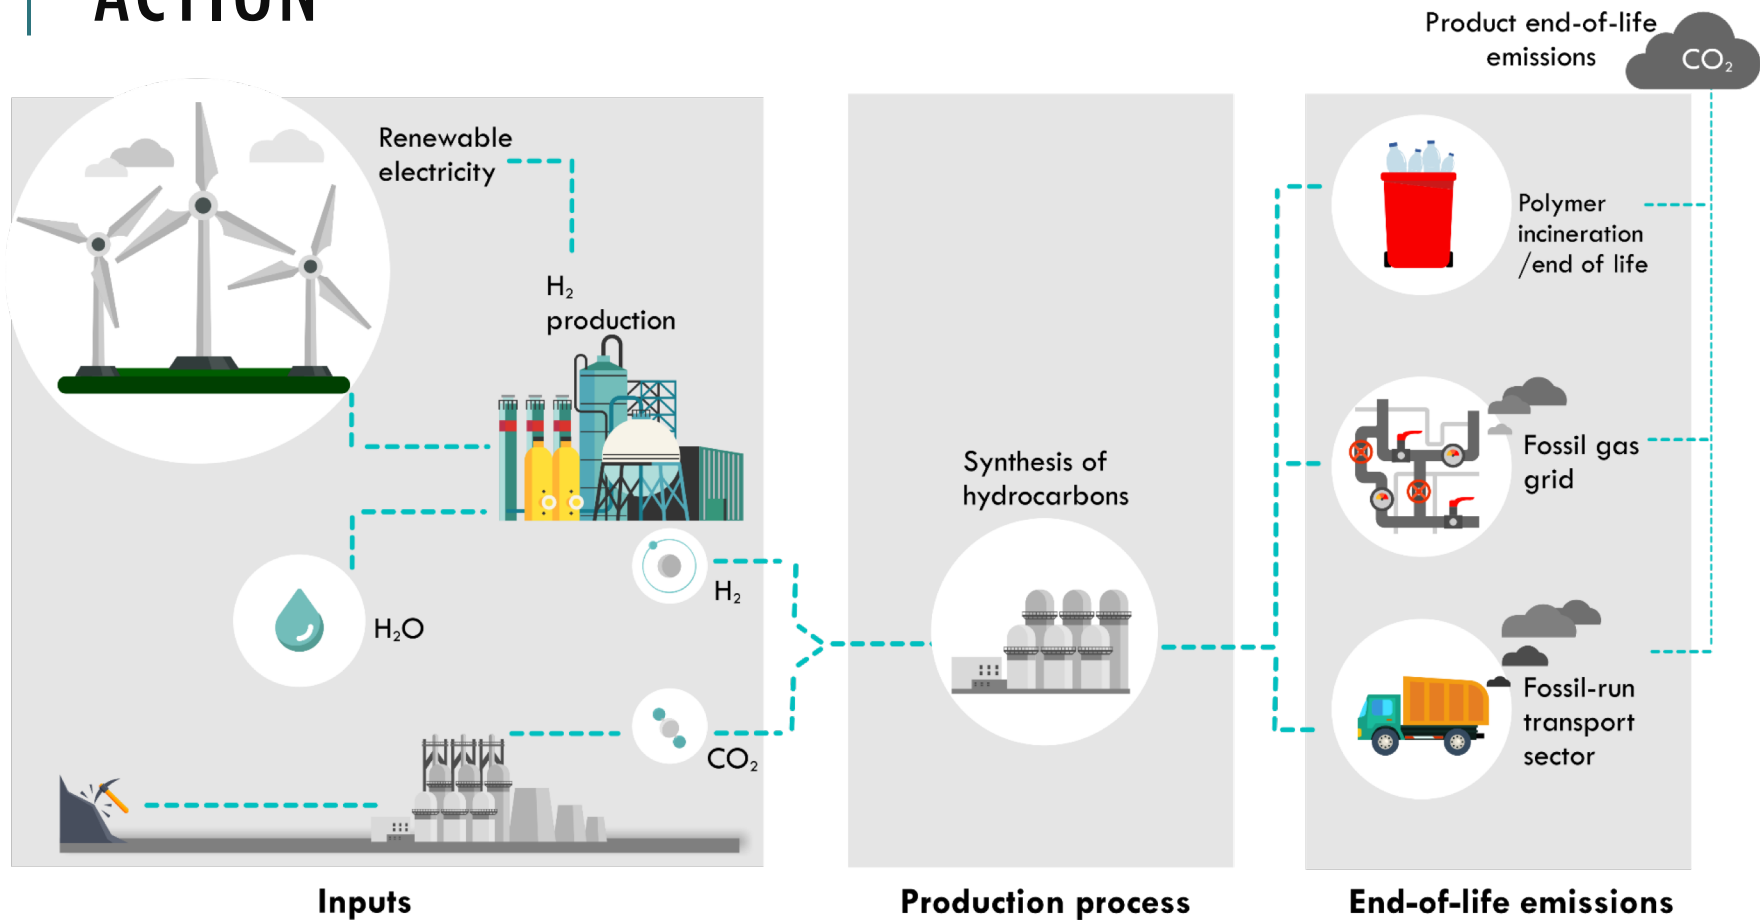 ACTION
Product end-of-life
emissions
CO₂
Renewable
electricity
H₂
production
H₂
H₂O
CO₂
Synthesis of
hydrocarbons
Polymer
incineration
/end of life
Fossil gas
grid
Fossil-run
transport
sector
Inputs
Production process
End-of-life emissions